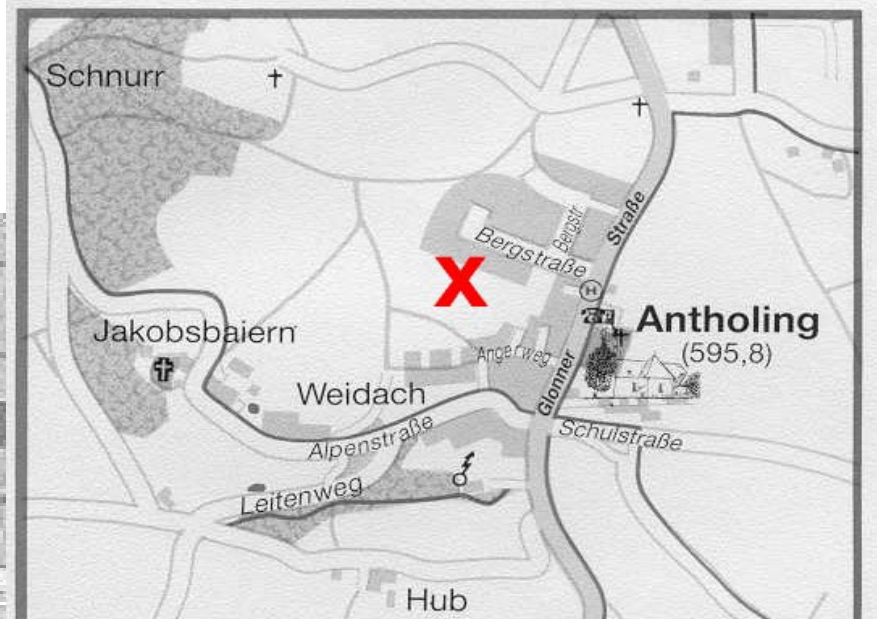 Schnurr
Bergstr.
Straße
Bergstraße
H
X
Antholing
(595,8)
Jakobsbaiern
Angerweg
Weidach
Glonner
Alpenstraße
Schulstraße
Leitenweg
Hub